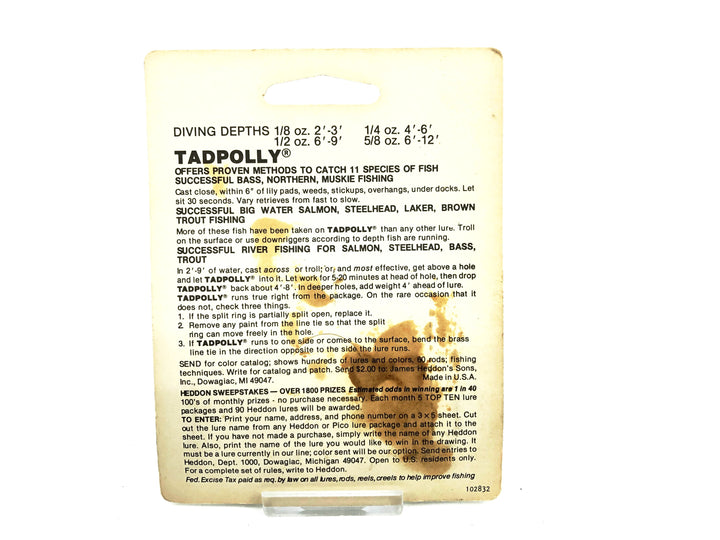 DIVING DEPTHS 1/8 oz. 2'-3' 1/4 oz. 4'-6'
1/2 oz. 6'-9' 5/8 oz. 6'-12'
TADPOLLY®
OFFERS PROVEN METHODS TO CATCH 11 SPECIES OF FISH
SUCCESSFUL BASS, NORTHERN, MUSKIE FISHING
Cast close, within 6" of lily pads, weeds, stickups, overhangs, under docks. Let
sit 30 seconds. Vary retrieves from fast to slow.
SUCCESSFUL BIG WATER SALMON, STEELHEAD, LAKER, BROWN
TROUT FISHING
More of these fish have been taken on TADPOLLY® than any other lure. Troll
on the surface or use downriggers according to depth fish are running.
SUCCESSFUL RIVER FISHING FOR SALMON, STEELHEAD, BASS,
TROUT
In 2'-9' of water, cast across or troll; or, and most effective, get above a hole
and let TADPOLLY® into it. Let work for 5-20 minutes at head of hole, then drop
TADPOLLY® back about 4'-8'. In deeper holes, add weight 4' ahead of lure.
TADPOLLY® runs true right from the package. On the rare occasion that it
does not, check three things.
1. If the split ring is partially split open, replace it.
2. Remove any paint from the line tie so that the split
ring can move freely in the hole.
3. If TADPOLLY® runs to one side or comes to the surface, bend the brass
line tie in the direction opposite to the side the lure runs.
SEND for color catalog; shows hundreds of lures and colors, 60 rods; fishing
techniques. Write for catalog and patch. Send $2.00 to: James Heddon's Sons,
Inc., Dowagiac, MI 49047. Made in U.S.A.
HEDDON SWEEPSTAKES — OVER 1800 PRIZES. Estimated odds in winning are 1 in 40
100's of monthly prizes - no purchase necessary. Each month 5 TOP TEN lure
packages and 90 Heddon lures will be awarded.
TO ENTER: Print your name, address, and phone number on a 3 x 5 sheet. Cut
out the lure name from any Heddon or Pico lure package and attach it to the
sheet. If you have not made a purchase, simply write the name of any Heddon
lure. Also, print the name of the lure you would like to win in the drawing. It
must be a lure currently in our line; color sent will be our option. Send entries to
Heddon, Dept. 1000, Dowagiac, Michigan 49047. Open to U.S. residents only.
For a complete set of rules, write to Heddon.
Fed. Excise Tax paid as req. by law on all lures, rods, reels, creels to help improve fishing
102832